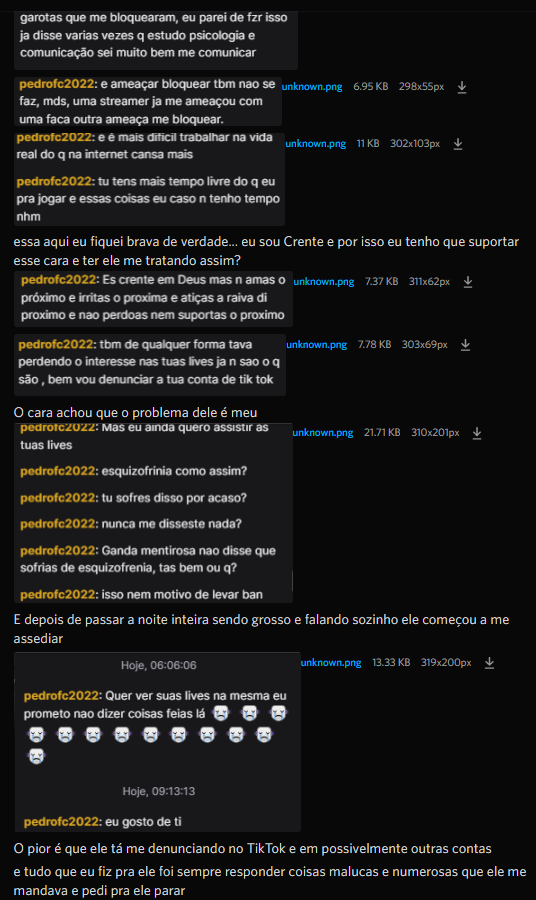 garotas que me bloquearam, eu parei de fzr isso
ja disse varias vezes q estudo psicologia e
comunicação sei muito bem me comunicar
pedrofc2022: e ameaçar bloquear tbm nao se
faz, mds, uma streamer ja me ameaçou com
uma faca outra ameaça me bloquear.
unknown.png 6.95 KB 298x55px
pedrofc2022: e é mais dificil trabalhar na vida
real do q na internet cansa mais
pedrofc2022: tu tens mais tempo livre do q eu
pra jogar e essas coisas eu caso n tenho tempo
nhm
unknown.png 11 KB 302x103px
essa aqui eu fiquei brava de verdade... eu sou Crente e por isso eu tenho que suportar
esse cara e ter ele me tratando assim?
pedrofc2022: Es crente em Deus mas n amas o
próximo e irritas o proxima e atiças a raiva di
proximo e nao perdoas nem suportas o proximo
unknown.png 7.37 KB 311x62px
pedrofc2022: tbm de qualquer forma tava
perdendo o interesse nas tuas lives ja n sao o q
são , bem vou denunciar a tua conta de tik tok
unknown.png 7.78 KB 303x69px
O cara achou que o problema dele é meu
pedrofc2022: Mas eu ainda quero assistir as
tuas lives
pedrofc2022: esquizofrinia como assim?
pedrofc2022: tu sofres disso por acaso?
pedrofc2022: nunca me disseste nada?
pedrofc2022: Ganda mentirosa nao disse que
sofrias de esquizofrenia, tas bem ou q?
pedrofc2022: isso nem motivo de levar ban
unknown.png 21.71 KB 310x201px
E depois de passar a noite inteira sendo grosso e falando sozinho ele começou a me
assediar
Hoje, 06:06:06
pedrofc2022: Quer ver suas lives na mesma eu
prometo nao dizer coisas feias lá
Hoje, 09:13:13
pedrofc2022: eu gosto de ti
unknown.png 13.33 KB 319x200px
O pior é que ele tá me denunciando no TikTok e em possivelmente outras contas
e tudo que eu fiz pra ele foi sempre responder coisas malucas e numerosas que ele me
mandava e pedi pra ele parar